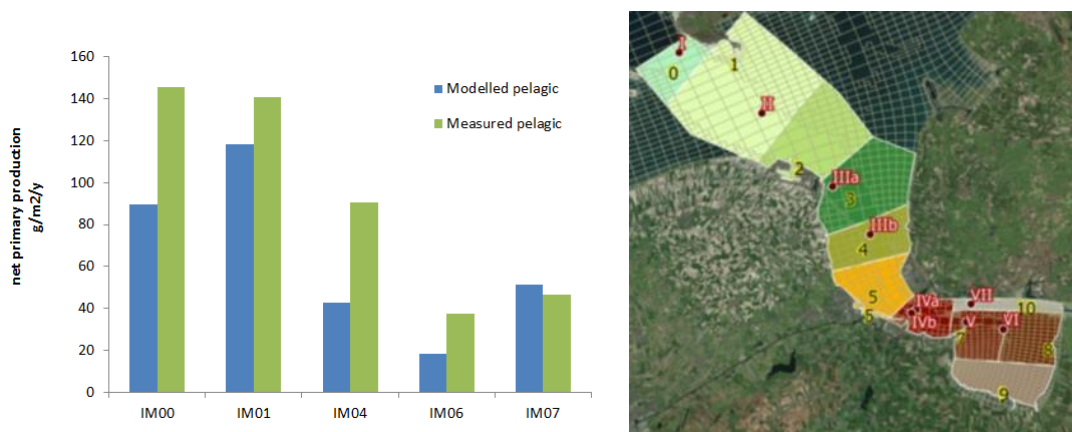 net primary production
g/m2/y
160
140
120
100
80
60
40
20
0
Modelled pelagic
Measured pelagic
IM00 IM01 IM04 IM06 IM07
I
0
1
II
2
IIIa
3
IIIb
4
5
5
IVa
IVb
VII
10
V
VI
7
8
9